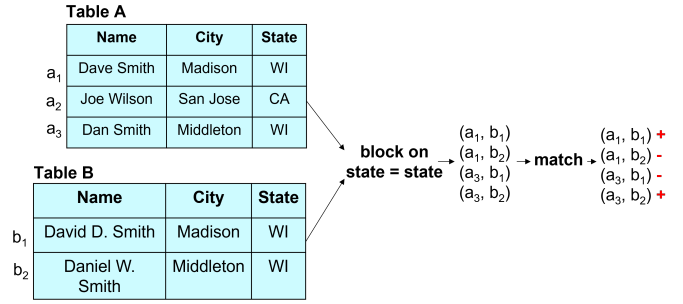 Table A
Name City State
a1 Dave Smith Madison WI
a2 Joe Wilson San Jose CA
a3 Dan Smith Middleton WI
Table B
Name City State
b1 David D. Smith Madison WI
b2 Daniel W. Middleton WI
Smith
block on
state = state
(a1, b1)
(a1, b2)
(a3, b1)
(a3, b2)
match
(a1, b1) +
(a1, b2) -
(a3, b1) -
(a3, b2) +